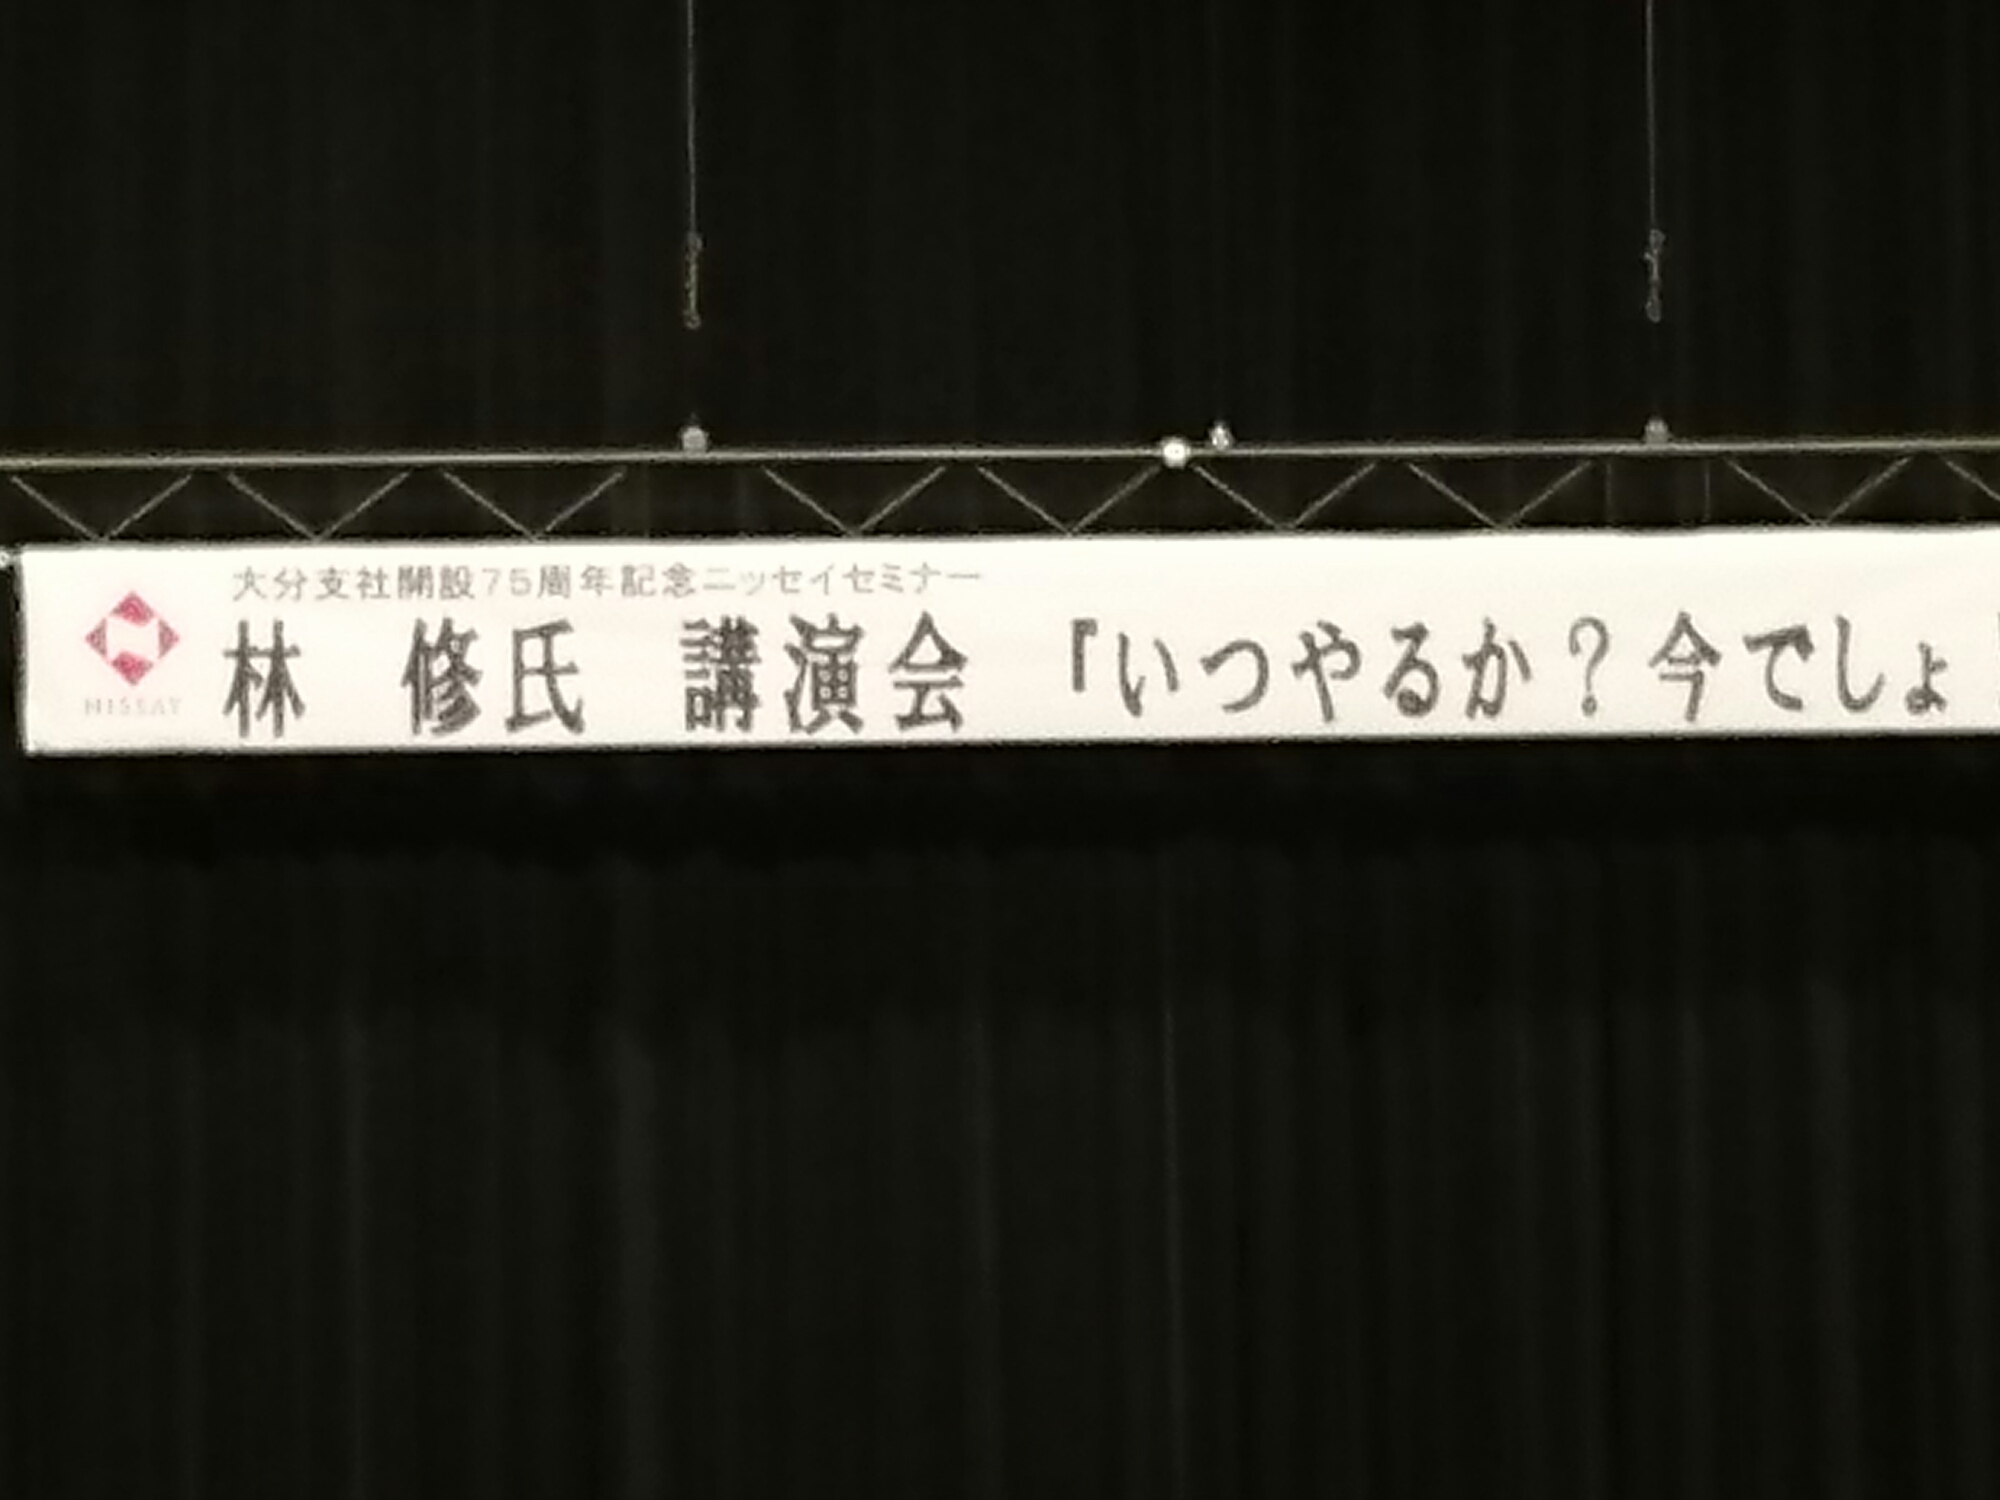 大分支社開設75周年記念ニッセイセミナー
林 修氏 講演会 『いつやるか？今でしょ
NISSAY